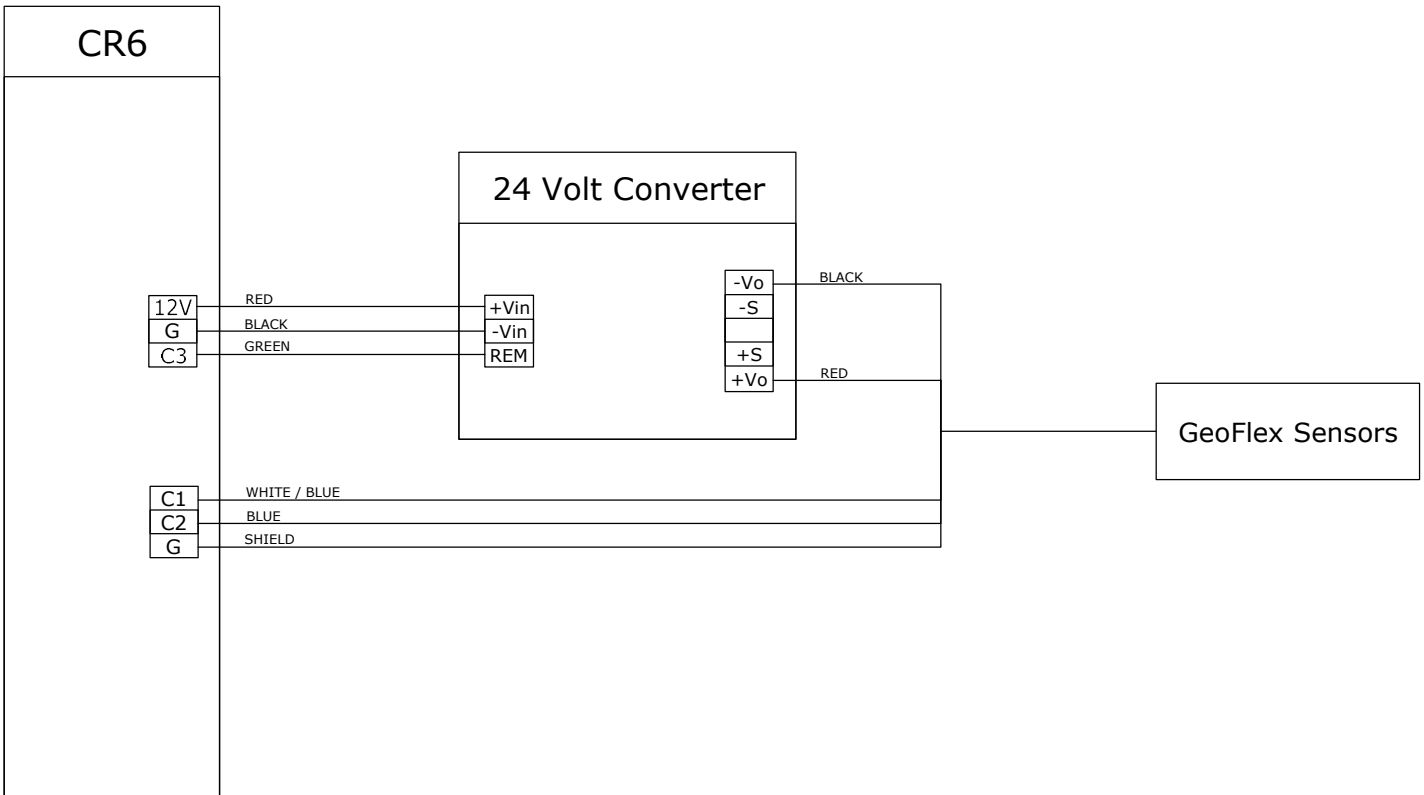 CR6
24 Volt Converter
-Vo
BLACK
12V
RED
+Vin
-S
G
BLACK
-Vin
C3
GREEN
REM
+S
+Vo
RED
GeoFlex Sensors
C1
WHITE / BLUE
C2
BLUE
G
SHIELD